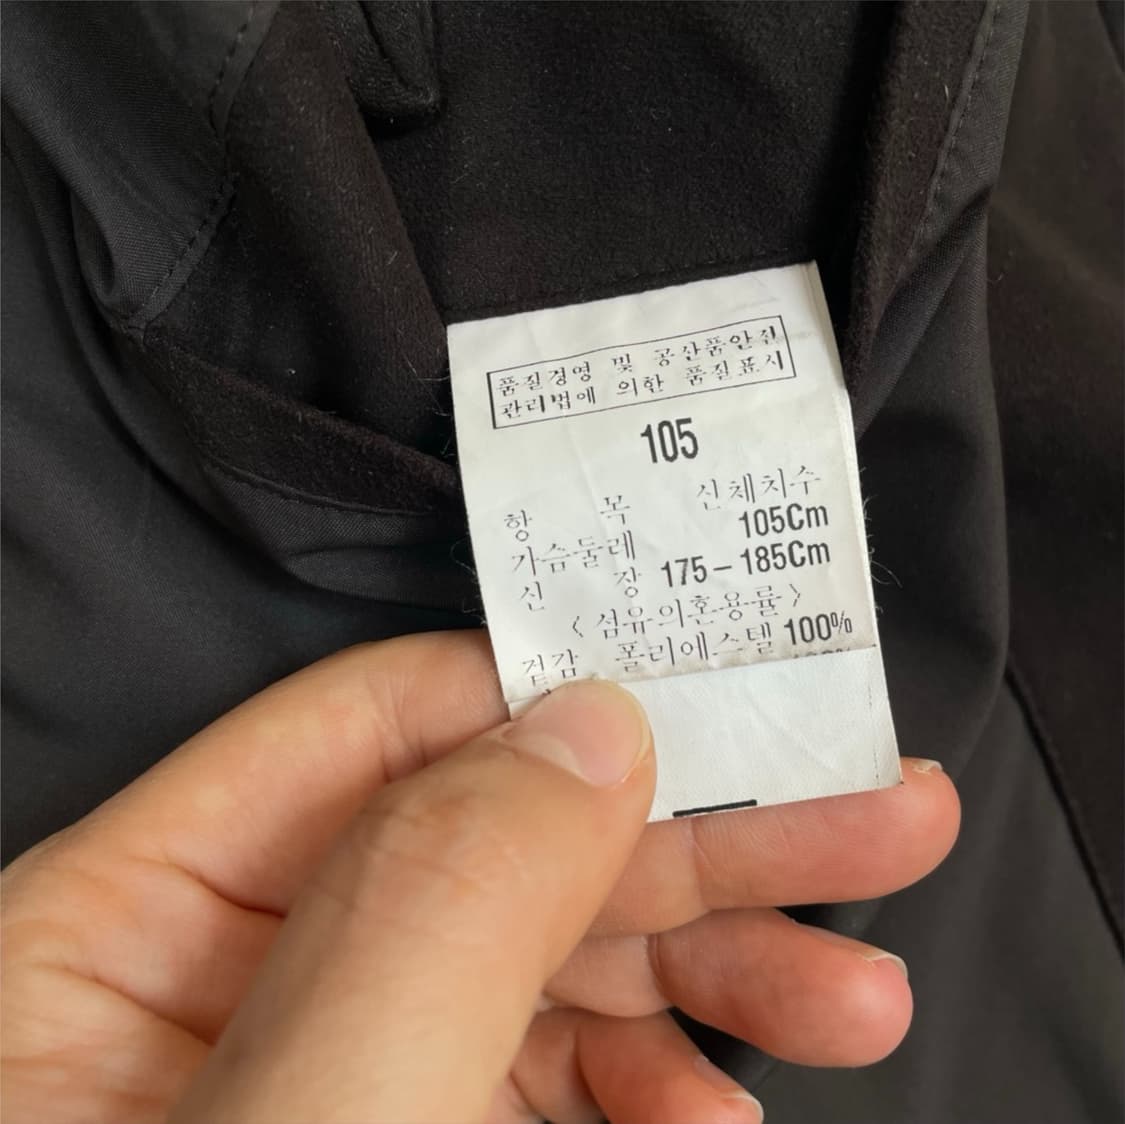 품질경영 및 공산품안전
관리법에 의한 품질표시
105
항 목 신체치수
가슴둘레 105Cm
신 장 175-185Cm
<섬유의혼용률>
겉감 폴리에스텔 100%